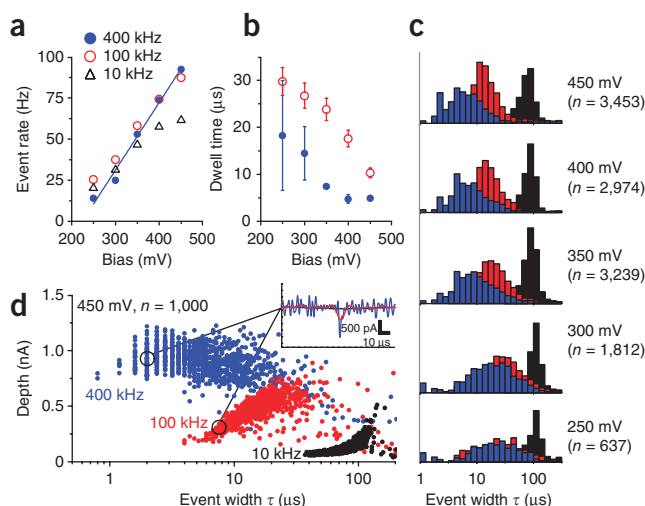 a
400 kHz
100 kHz
10 kHz
Event rate (Hz)
100
75
50
25
0
200 300 400 500
Bias (mV)
b
Dwell time (µs)
30
20
10
0
200 300 400 500
Bias (mV)
c
450 mV
(n = 3,453)
400 mV
(n = 2,974)
350 mV
(n = 3,239)
300 mV
(n = 1,812)
250 mV
(n = 637)
1 10 100
Event width τ (µs)
d
450 mV, n = 1,000
Depth (nA)
1.5
1.0
0.5
0
400 kHz
100 kHz
10 kHz
500 pA
10 µs
1 10 100
Event width τ (µs)